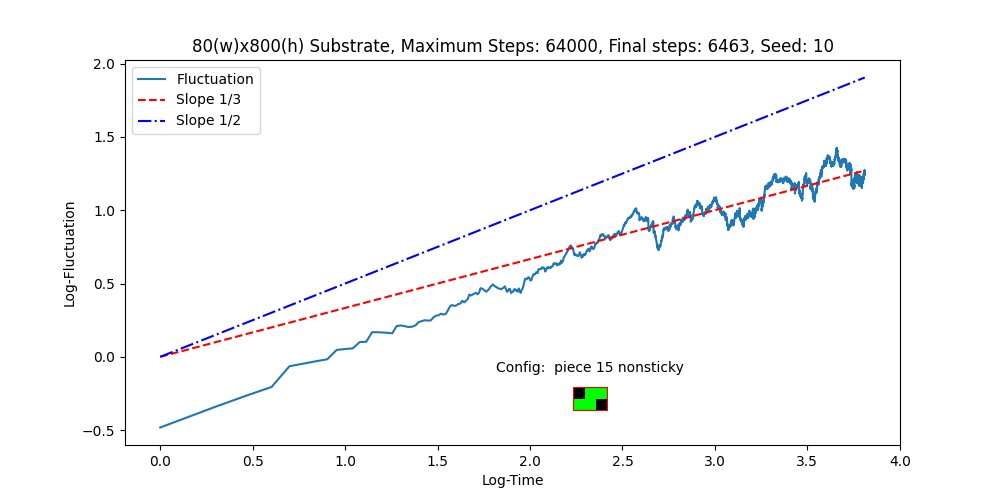 80(w)x800(h) Substrate, Maximum Steps: 64000, Final steps: 6463, Seed: 10
Fluctuation
Slope 1/3
Slope 1/2
Log-Fluctuation
2.0
1.5
1.0
0.5
0.0
−0.5
Config:  piece 15 nonsticky
0.0 0.5 1.0 1.5 2.0 2.5 3.0 3.5 4.0
Log-Time